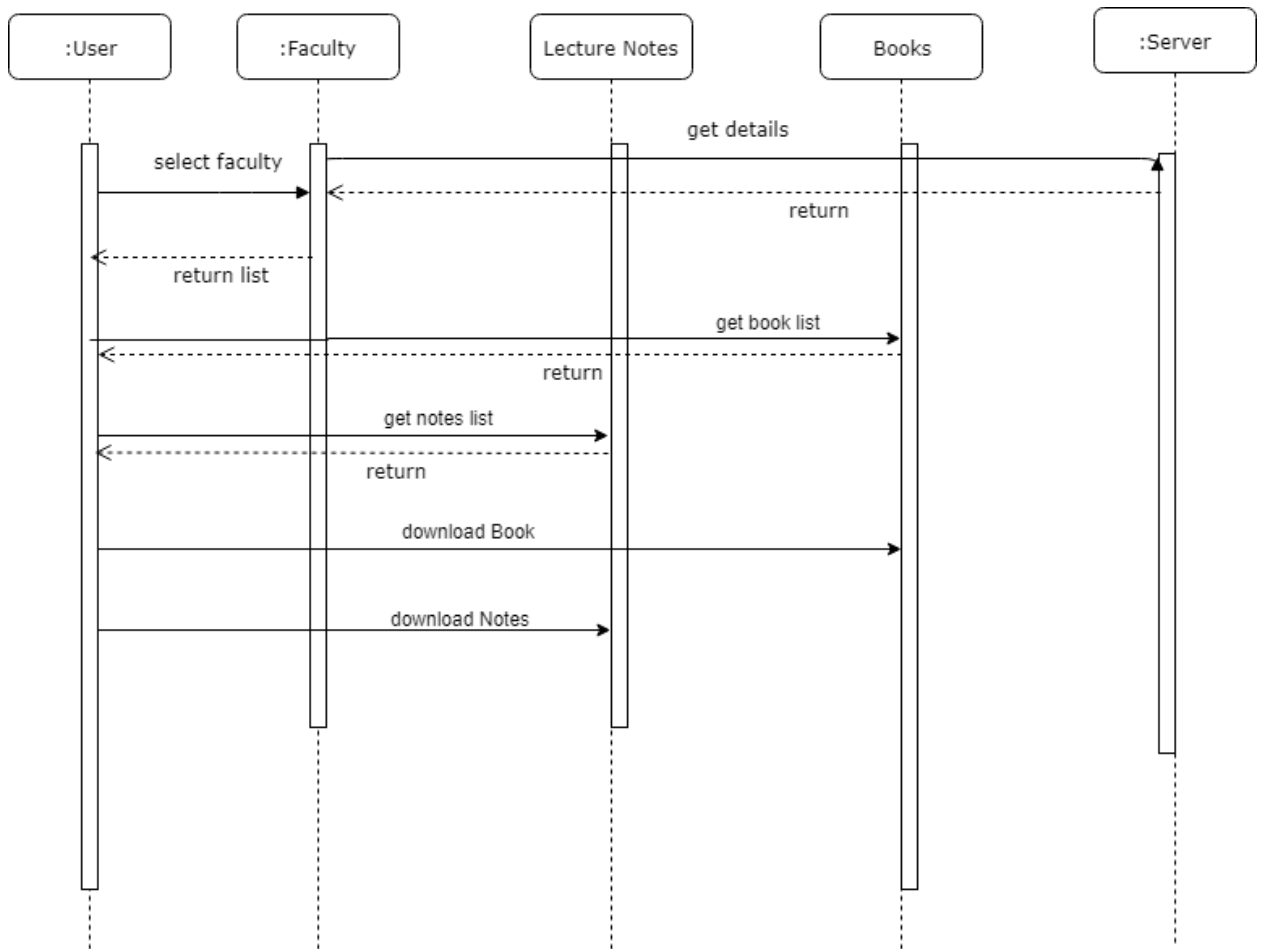 :User
:Faculty
Lecture Notes
Books
:Server
get details
select faculty
return
return list
get book list
return
get notes list
return
download Book
download Notes